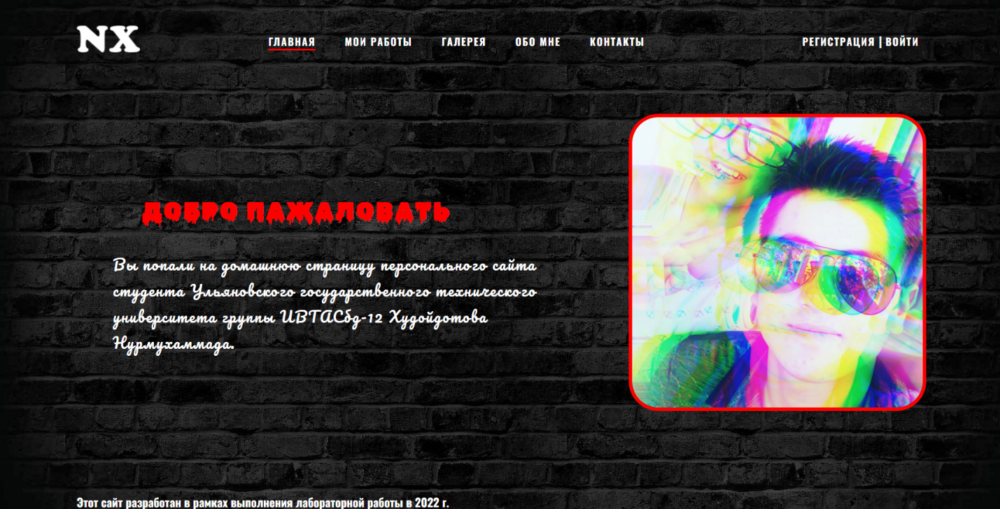 NX
ГЛАВНАЯ МОИ РАБОТЫ ГАЛЕРЕЯ ОБО МНЕ КОНТАКТЫ РЕГИСТРАЦИЯ | ВОЙТИ
ДОБРО ПАЖАЛОВАТЬ
Вы попали на домашнюю страницу персонального сайта
студента Ульяновского государственного технического
университета группы ИВТАСбд-12 Худойдотова
Нурмухаммада.
Этот сайт разработан в рамках выполнения лабораторной работы в 2022 г.